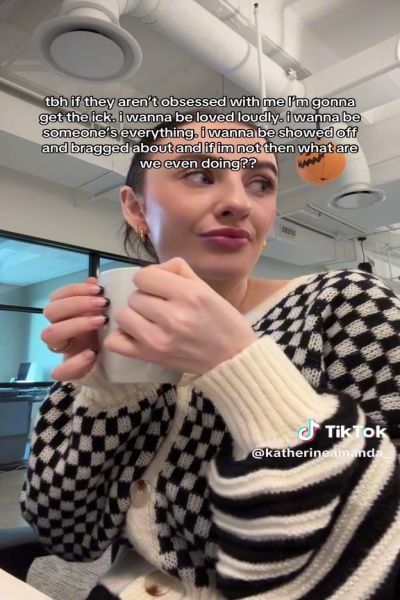 tbh if they aren't obsessed with me I'm gonna
get the ick. i wanna be loved loudly. i wanna be
someone's everything. i wanna be showed off
and bragged about and if im not then what are
we even doing??
TikTok
@katherineamanda_